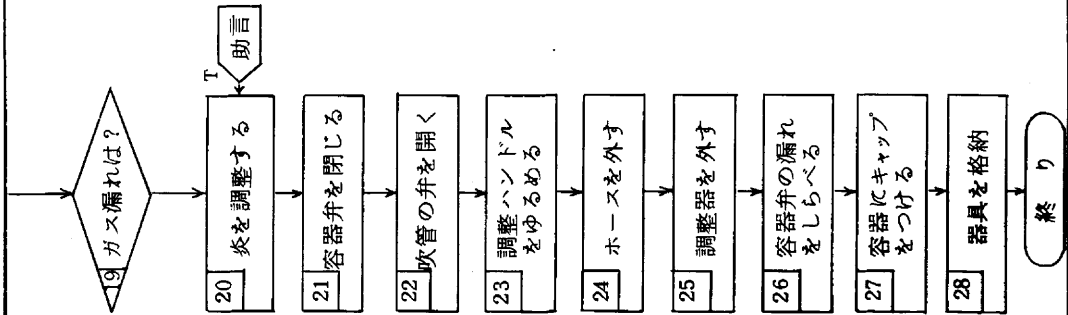 19 ガス漏れは?
T
助言
20 炎を調整する
21 容器弁を閉じる
22 吹管の弁を開く
23 調整ハンドル
をゆるめる
24 ホースを外す
25 調整器を外す
26 容器弁の漏れ
をしらべる
27 容器にキャップ
をつける
28 器具を格納
終り